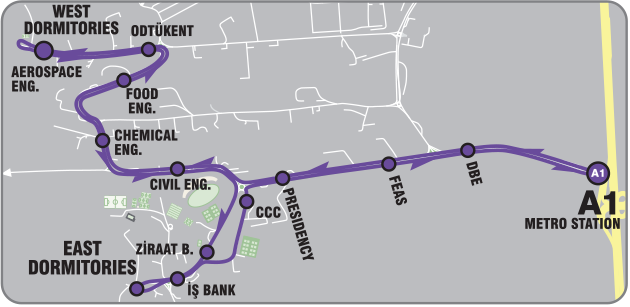 WEST
DORMITORIES
ODTÜKENT
AEROSPACE
ENG.
FOOD
ENG.
CHEMICAL
ENG.
CIVIL ENG.
CCC
PRESIDENCY
FEAS
DBE
A1
A1
METRO STATION
EAST
DORMITORIES
ZİRAAT B.
İŞ BANK